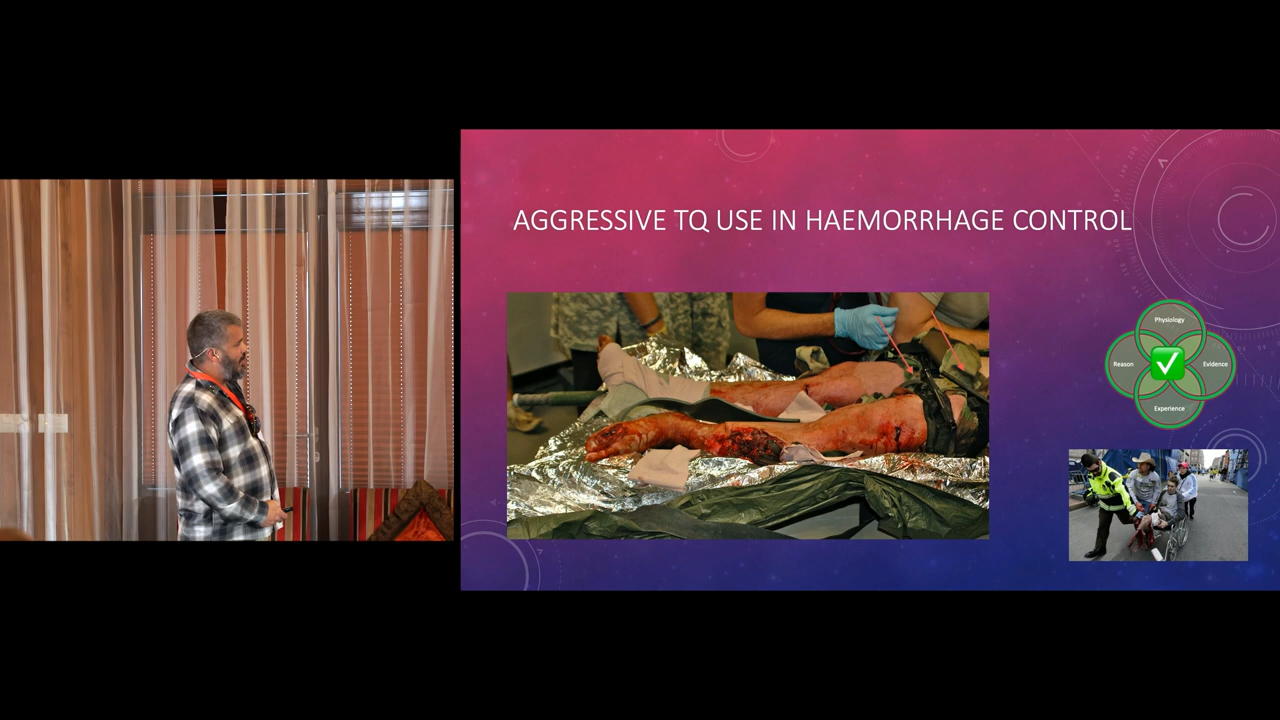 AGGRESSIVE TQ USE IN HAEMORRHAGE CONTROL
Physiology
Reason
Evidence
Experience